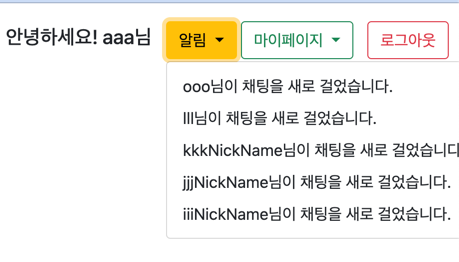 안녕하세요! aaa님 알림 마이페이지 로그아웃
ooo님이 채팅을 새로 걸었습니다.
lll님이 채팅을 새로 걸었습니다.
kkkNickName님이 채팅을 새로 걸었습니다
jjjNickName님이 채팅을 새로 걸었습니다.
iiiNickName님이 채팅을 새로 걸었습니다.